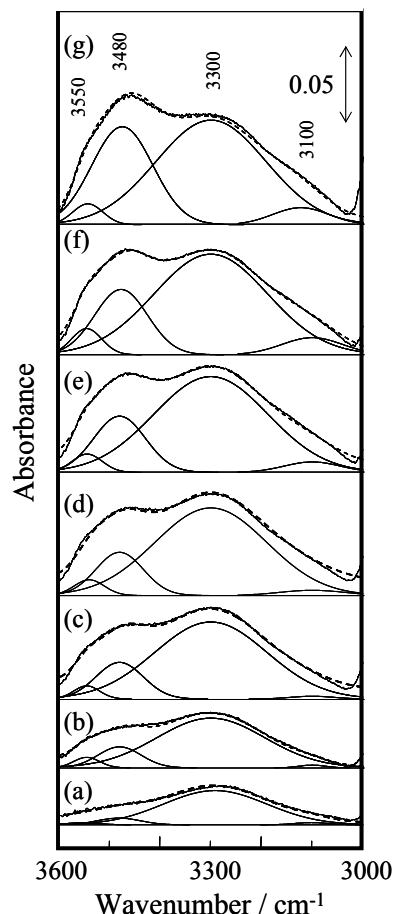 (g)
3550
3480
3300
3100
0.05
(f)
(e)
(d)
(c)
(b)
(a)
Absorbance
3600
3300
3000
Wavenumber / cm⁻¹